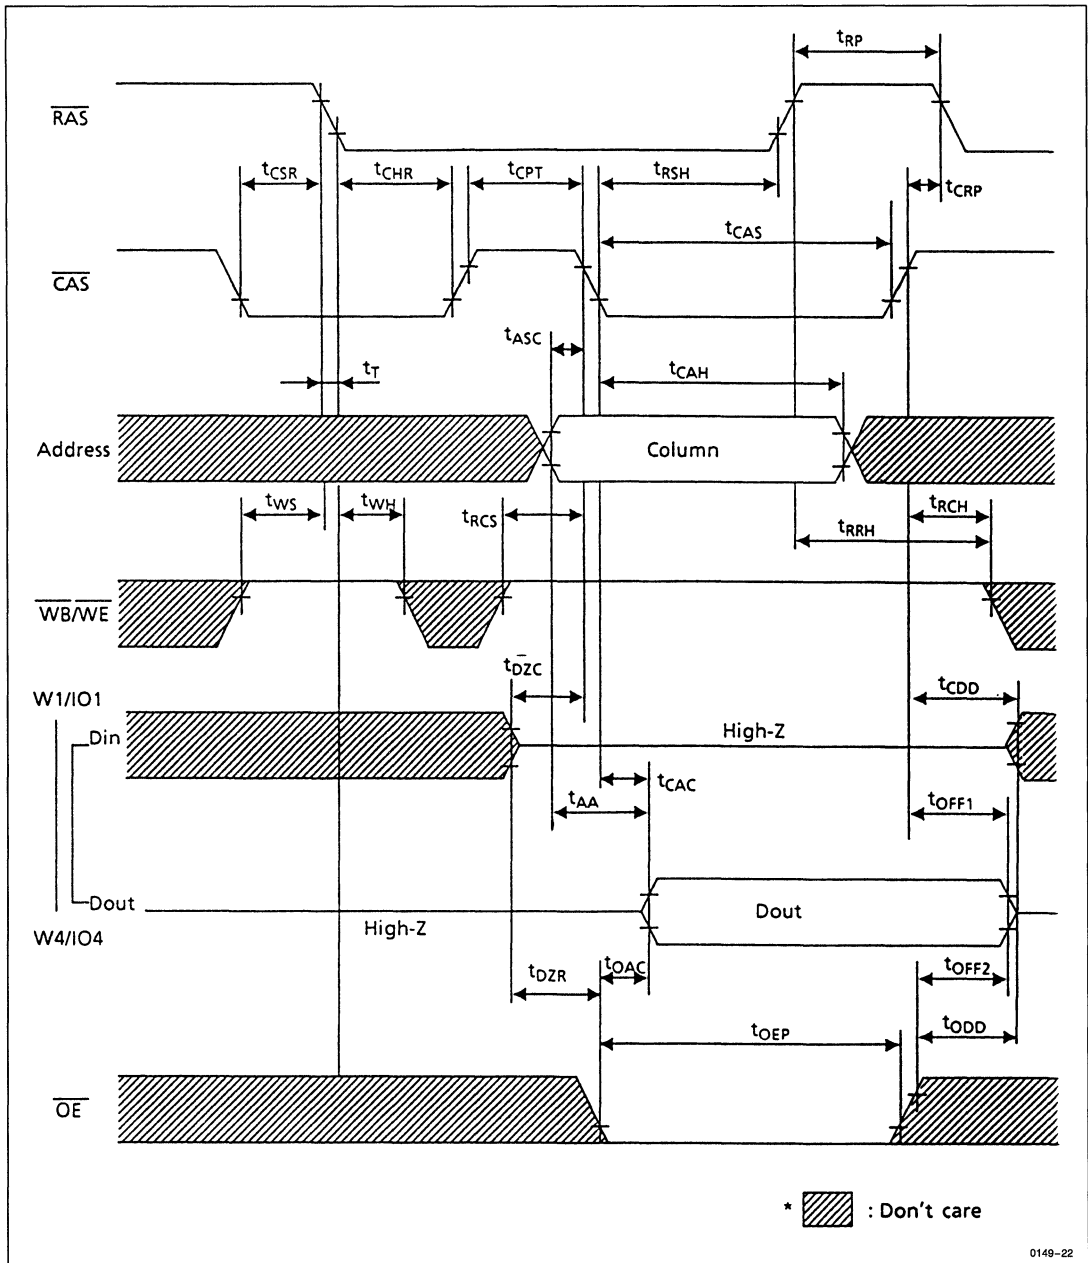 tRP
RAS
tCSR tCHR tCPT tRSH tCRP
tCAS
CAS
tASC
tT tCAH
Address Column
tWS tWH tRCS tRCH
tRRH
WB/WE
tDZC tCDD
W1/IO1
Din High-Z
tCAC
tAA tOFF1
Dout Dout
High-Z
W4/IO4
tDZR tOAC tOFF2
tOEP tODD
OE
* : Don't care
0149-22